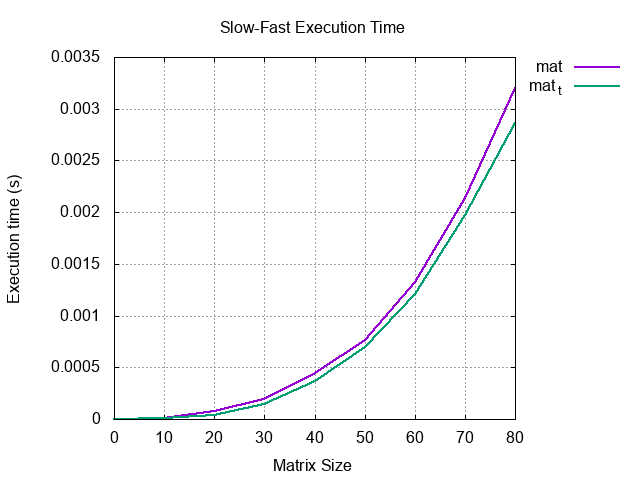 Slow-Fast Execution Time
0.0035
0.003
0.0025
0.002
0.0015
0.001
0.0005
0
0 10 20 30 40 50 60 70 80
Execution time (s)
Matrix Size
mat
mat t